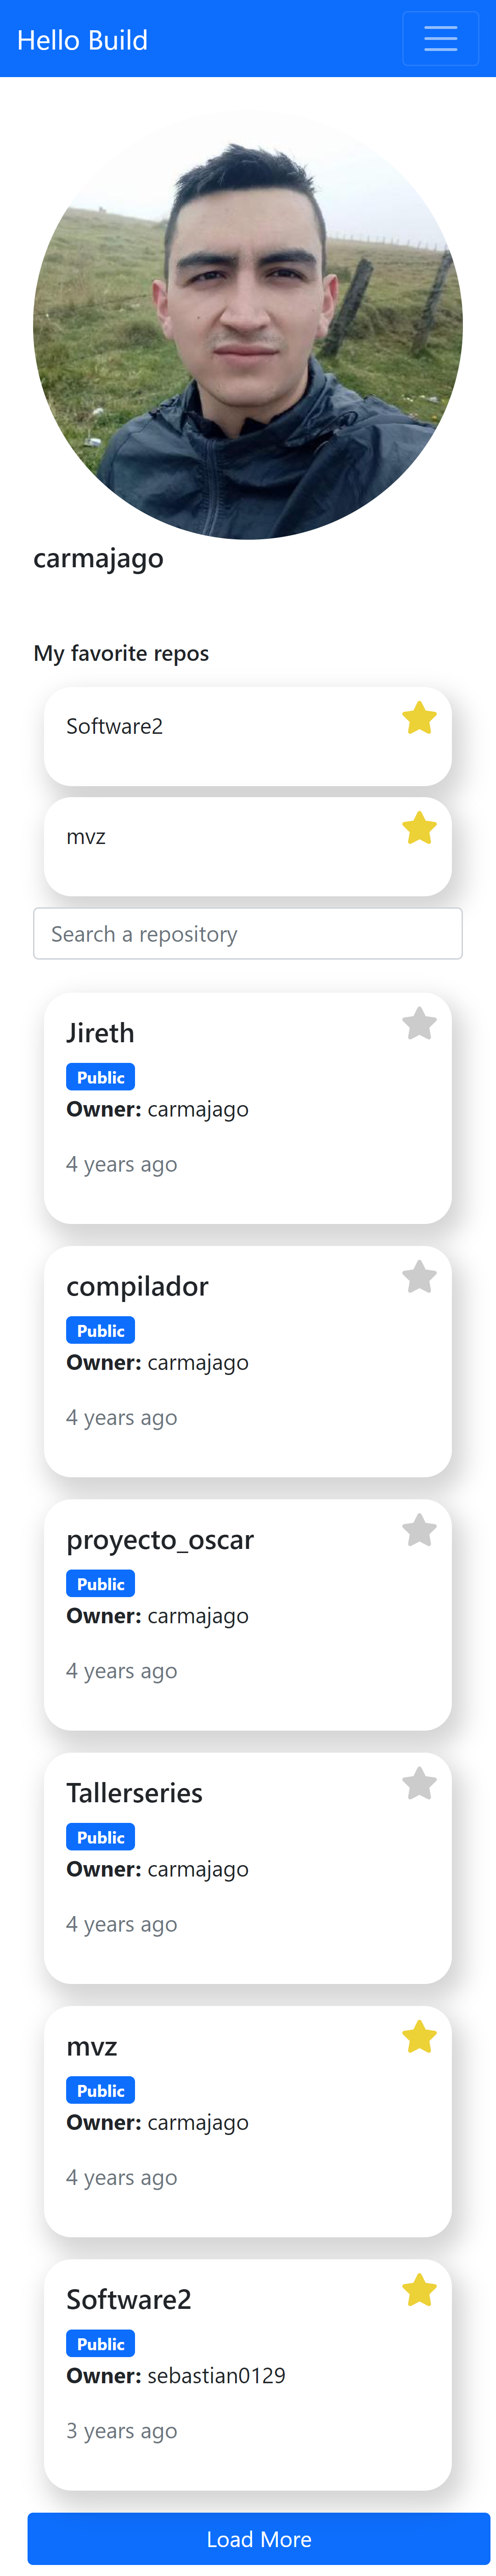 Hello Build
carmajago
My favorite repos
Software2
mvz
Search a repository
Jireth
Public
Owner: carmajago
4 years ago
compilador
Public
Owner: carmajago
4 years ago
proyecto_oscar
Public
Owner: carmajago
4 years ago
Tallerseries
Public
Owner: carmajago
4 years ago
mvz
Public
Owner: carmajago
4 years ago
Software2
Public
Owner: sebastian0129
3 years ago
Load More